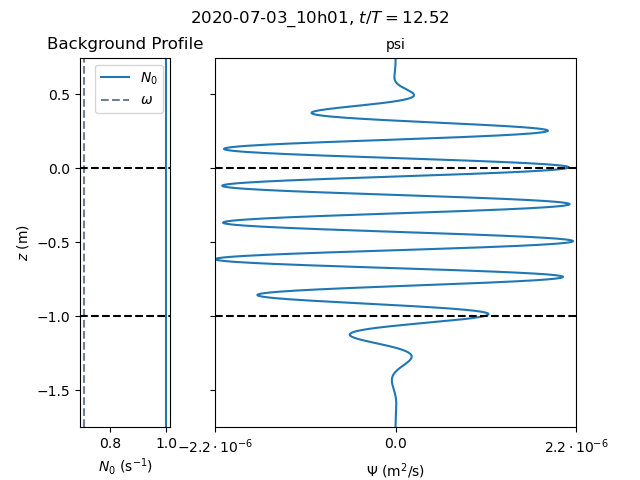 2020-07-03_10h01, t/T = 12.52
Background Profile
psi
N₀
ω
0.5
0.0
−0.5
−1.0
−1.5
z (m)
0.8 1.0
N₀ (s⁻¹)
−2.2 · 10⁻⁶ 0.0 2.2 · 10⁻⁶
Ψ (m²/s)